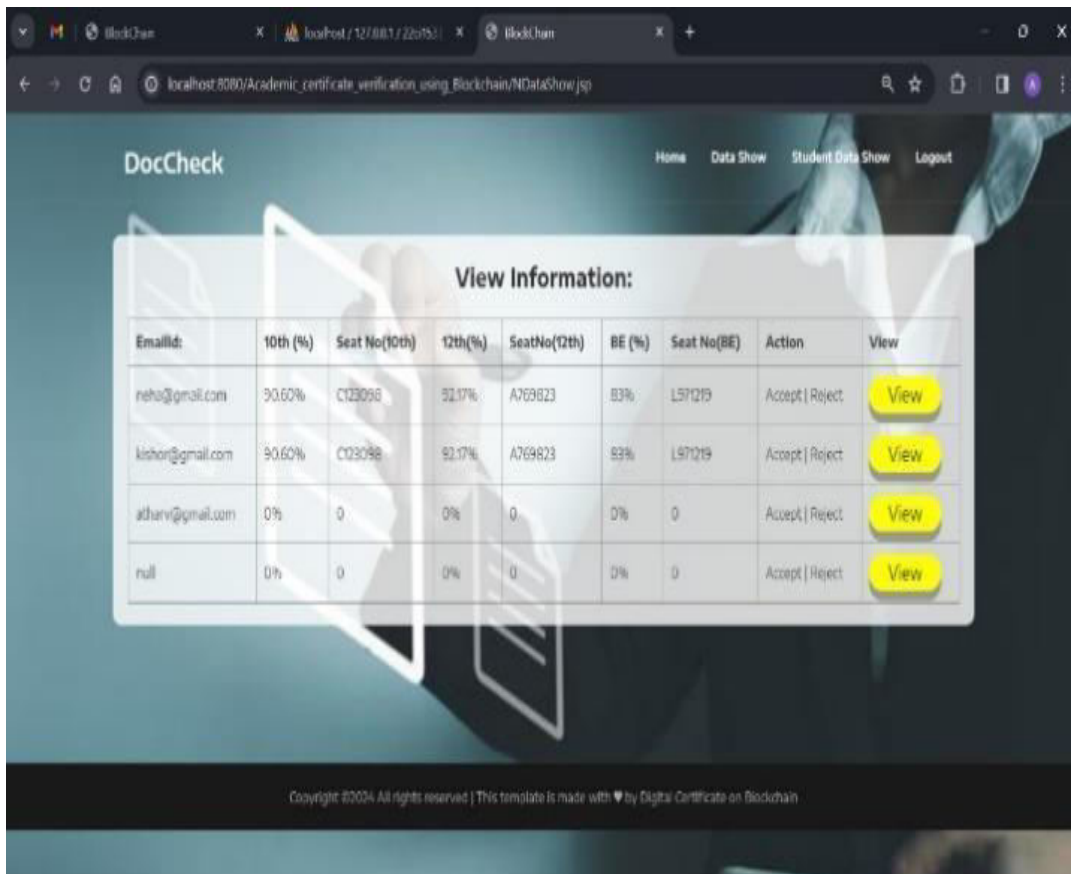 BlockChain
BlockChain
localhost:8080/Academic_certificate_verification_using_Blockchain/NDataShow.jsp
DocCheck
Home Data Show Student Data Show Logout
View Information:
EmailId: 10th (%) Seat No(10th) 12th(%) SeatNo(12th) BE (%) Seat No(BE) Action View
neha@gmail.com 90.60% C123098 92.17% A769823 L971219 Accept | Reject View
kishor@gmail.com 90.60% C123098 92.17% A769823 L971219 Accept | Reject View
atharv@gmail.com 0% 0 0% 0 0% 0 Accept | Reject View
null 0% 0 0% 0 0% 0 Accept | Reject View
Copyright ©2024 All rights reserved | This template is made with ♥ by Digital Certificate on Blockchain